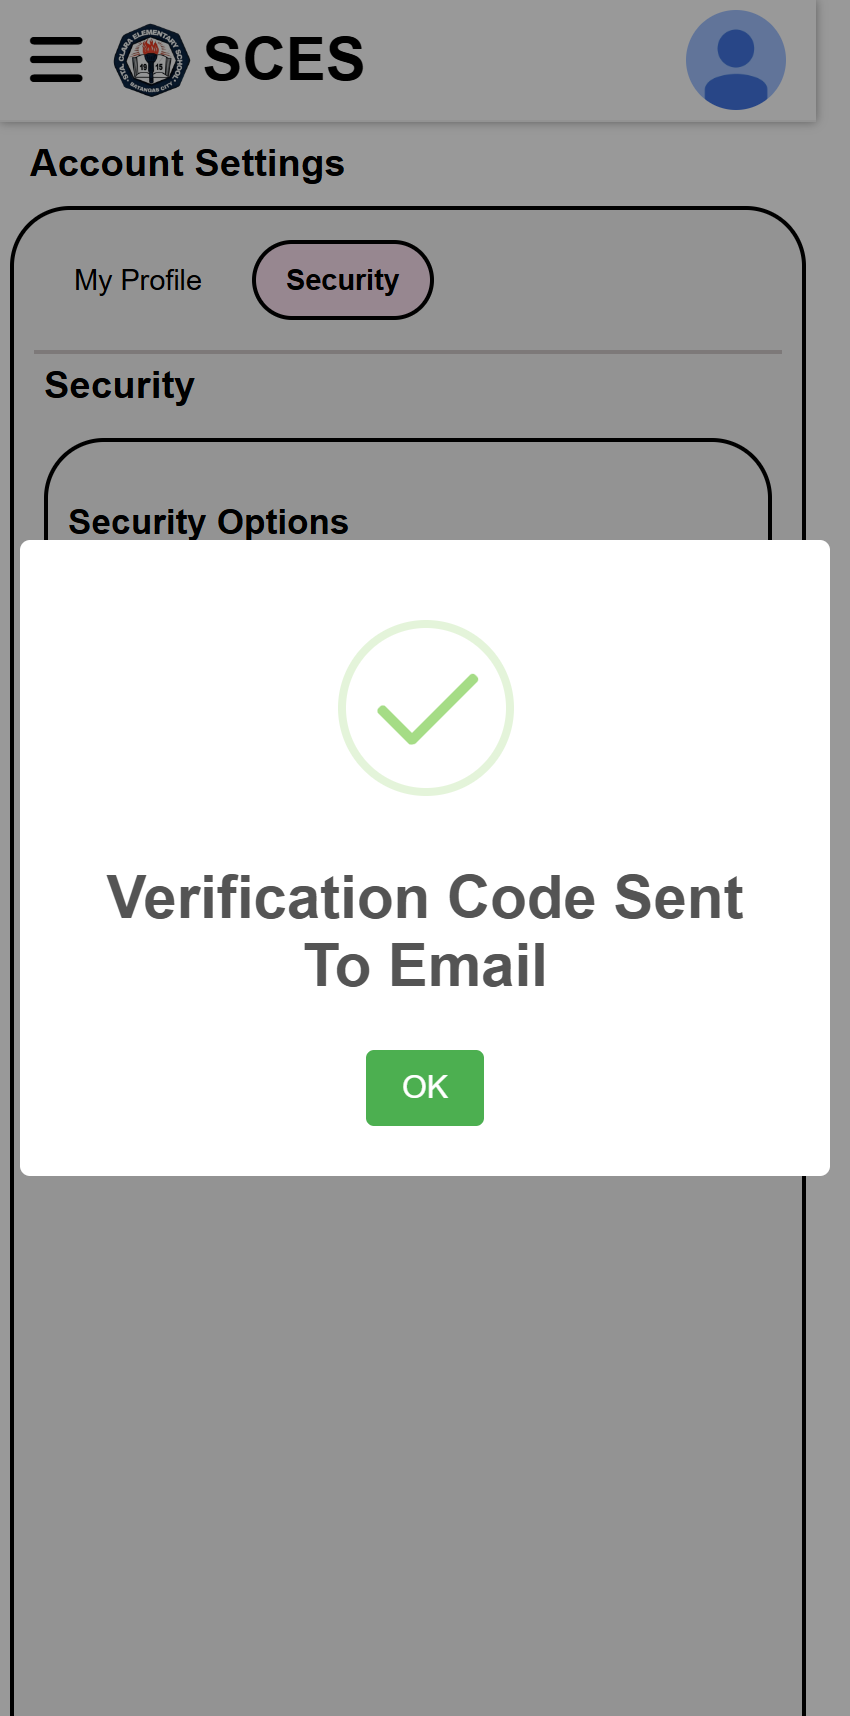 SCES
STA. CLARA ELEMENTARY SCHOOL
19 15
BATANGAS CITY
Account Settings
My Profile
Security
Security
Security Options
Verification Code Sent
To Email
OK